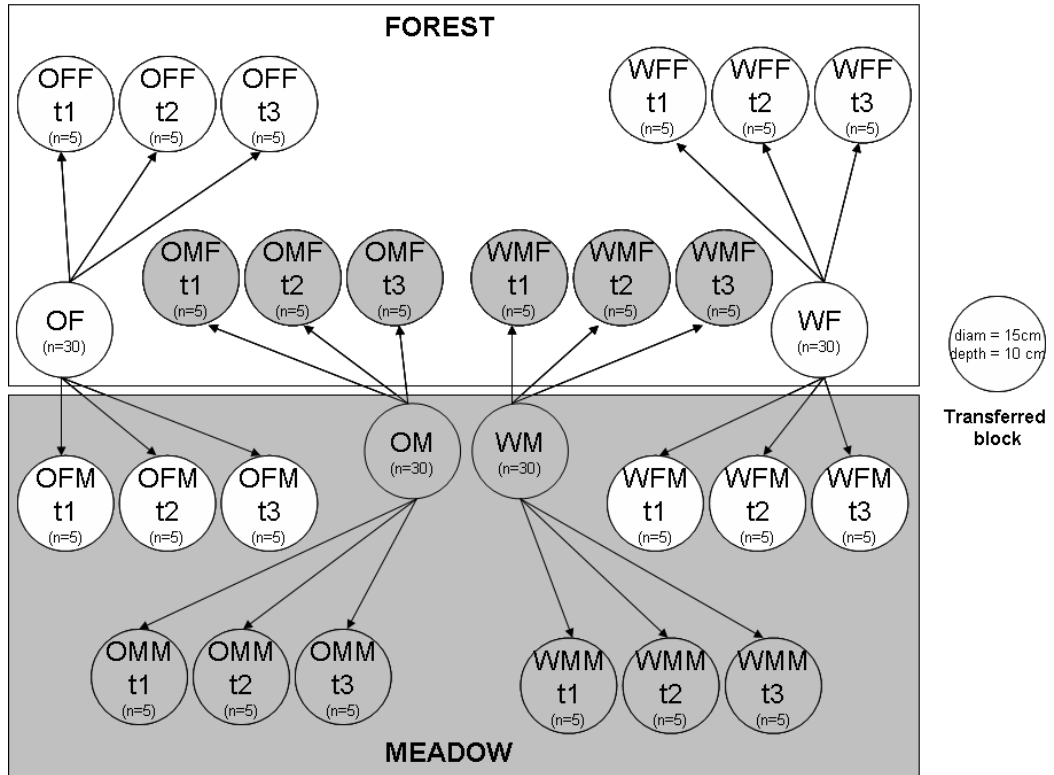 FOREST
OFF
t1
(n=5)
OFF
t2
(n=5)
OFF
t3
(n=5)
WFF
t1
(n=5)
WFF
t2
(n=5)
WFF
t3
(n=5)
OMF
t1
(n=5)
OMF
t2
(n=5)
OMF
t3
(n=5)
WMF
t1
(n=5)
WMF
t2
(n=5)
WMF
t3
(n=5)
OF
(n=30)
WF
(n=30)
diam = 15cm
depth = 10 cm
Transferred
block
OM
(n=30)
WM
(n=30)
OFM
t1
(n=5)
OFM
t2
(n=5)
OFM
t3
(n=5)
WFM
t1
(n=5)
WFM
t2
(n=5)
WFM
t3
(n=5)
OMM
t1
(n=5)
OMM
t2
(n=5)
OMM
t3
(n=5)
WMM
t1
(n=5)
WMM
t2
(n=5)
WMM
t3
(n=5)
MEADOW